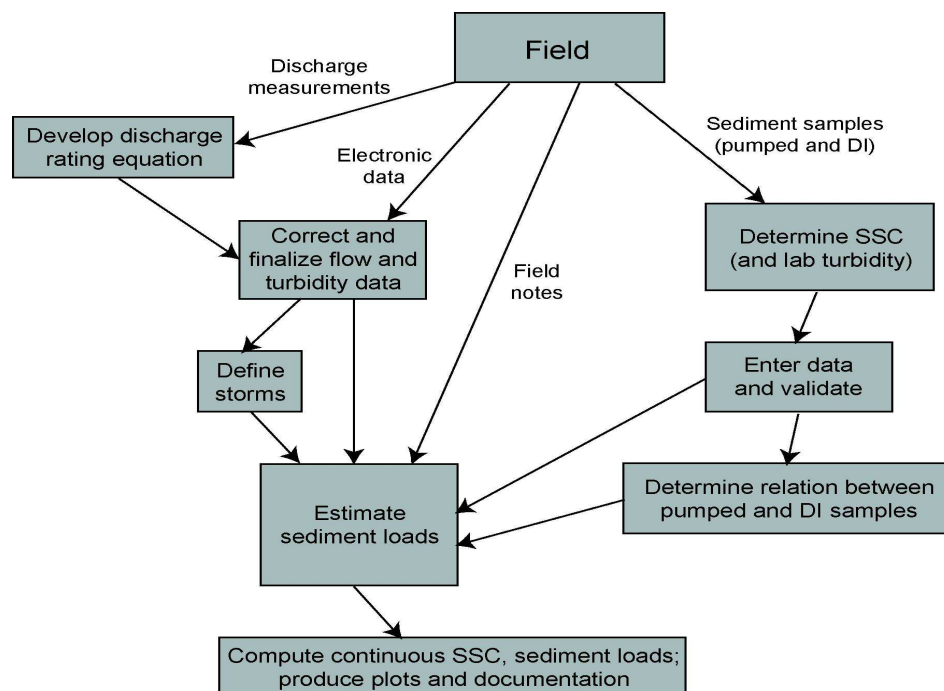 Field
Discharge
measurements
Develop discharge
rating equation
Electronic
data
Sediment samples
(pumped and DI)
Correct and
finalize flow and
turbidity data
Field
notes
Determine SSC
(and lab turbidity)
Define
storms
Enter data
and validate
Estimate
sediment loads
Determine relation between
pumped and DI samples
Compute continuous SSC, sediment loads;
produce plots and documentation